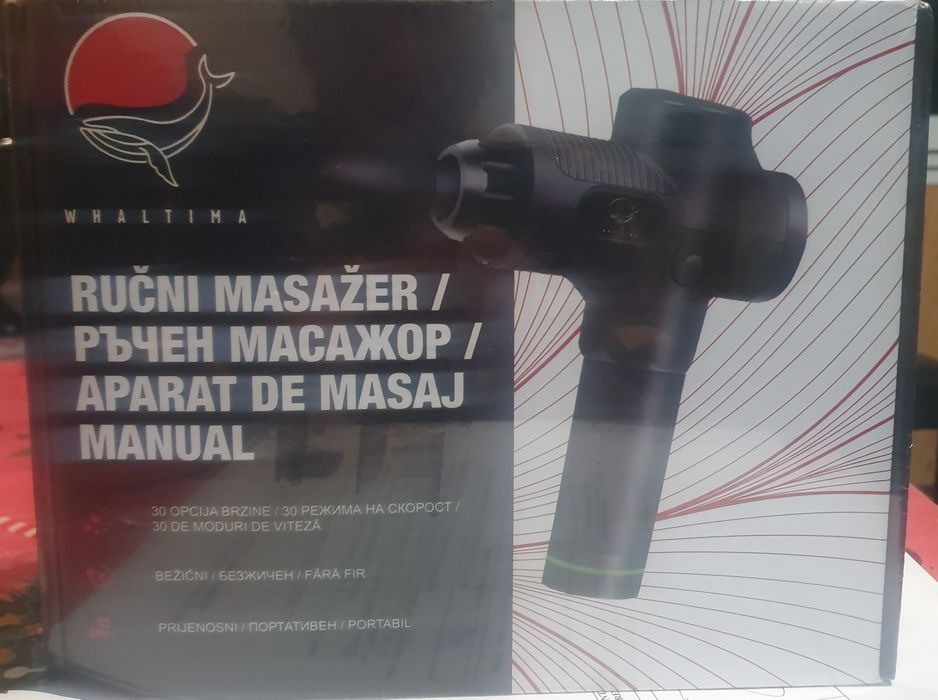 WHALTIMA
RUČNI MASAŽER /
РЪЧЕН МАСАЖОР /
APARAT DE MASAJ
MANUAL
30 OPCIJA BRZINE / 30 РЕЖИМА НА СКОРОСТ /
30 DE MODURI DE VITEZĂ
BEŽIČNI / БЕЗЖИЧЕН / FĂRĂ FIR
PRIJENOSNI / ПОРТАТИВЕН / PORTABIL